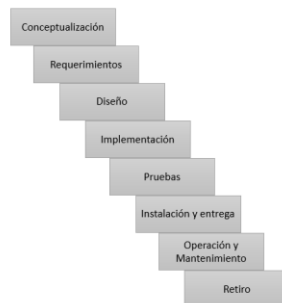 Conceptualización
Requerimientos
Diseño
Implementación
Pruebas
Instalación y entrega
Operación y
Mantenimiento
Retiro